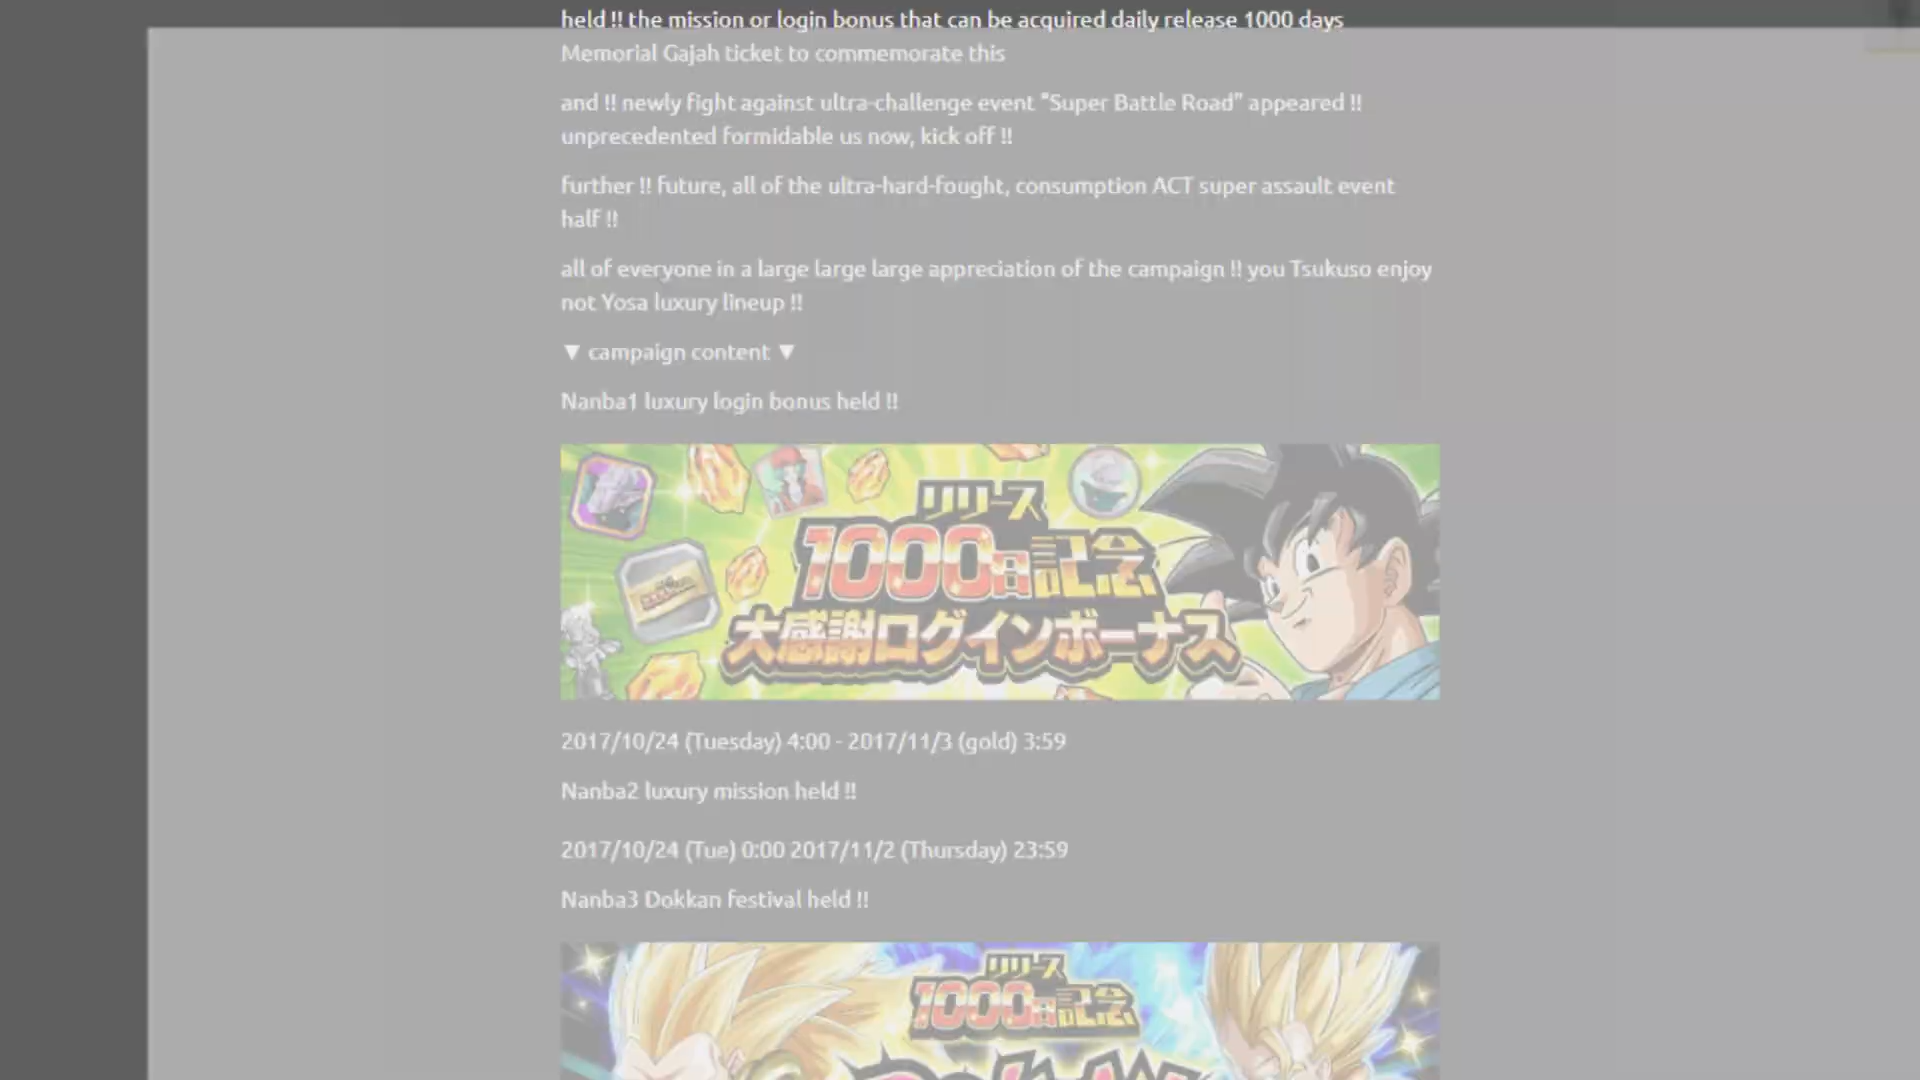 held !! the mission or login bonus that can be acquired daily release 1000 days
Memorial Gajah ticket to commemorate this
and !! newly fight against ultra-challenge event "Super Battle Road" appeared !!
unprecedented formidable us now, kick off !!
further !! future, all of the ultra-hard-fought, consumption ACT super assault event
half !!
all of everyone in a large large large appreciation of the campaign !! you Tsukuso enjoy
not Yosa luxury lineup !!
▼ campaign content ▼
Nanba1 luxury login bonus held !!
リリース
1000日記念
大感謝ログインボーナス
2017/10/24 (Tuesday) 4:00 - 2017/11/3 (gold) 3:59
Nanba2 luxury mission held !!
2017/10/24 (Tue) 0:00 2017/11/2 (Thursday) 23:59
Nanba3 Dokkan festival held !!
リリース
1000日記念